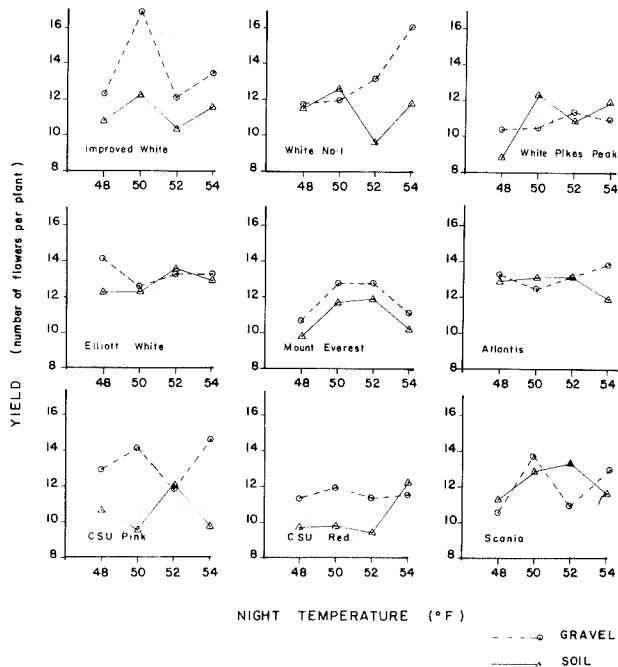 YIELD (number of flowers per plant)
16
14
12
10
8
Improved White
48 50 52 54
16
14
12
10
8
White No-1
48 50 52 54
16
14
12
10
8
White Pikes Peak
48 50 52 54
16
14
12
10
8
Elliott White
48 50 52 54
16
14
12
10
8
Mount Everest
48 50 52 54
16
14
12
10
8
Atlantis
48 50 52 54
16
14
12
10
8
CSU Pink
48 50 52 54
16
14
12
10
8
CSU Red
48 50 52 54
16
14
12
10
8
Scania
48 50 52 54
NIGHT TEMPERATURE (°F)
GRAVEL
SOIL